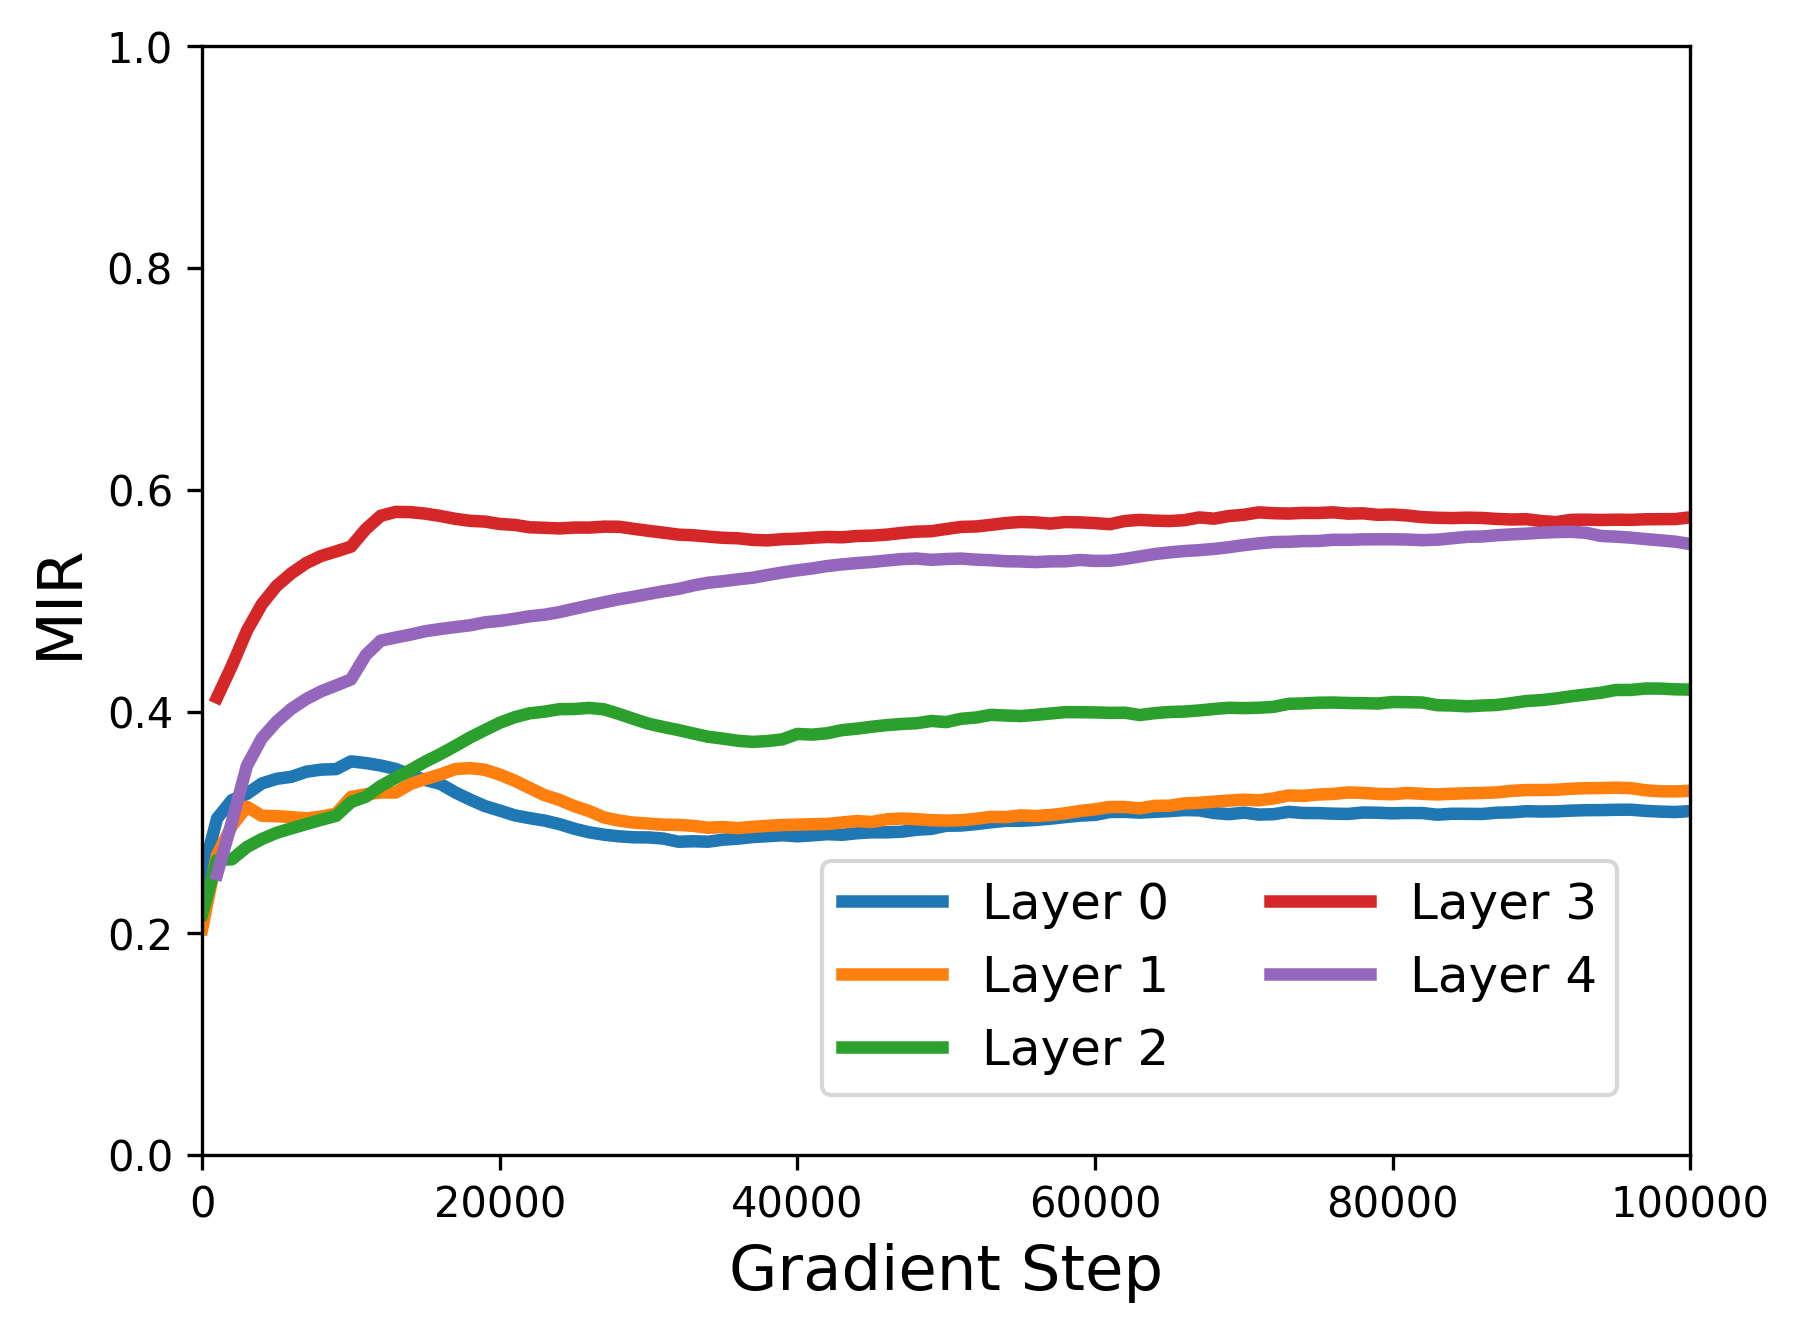 1.0
0.8
0.6
0.4
0.2
0.0
MIR
0 20000 40000 60000 80000 100000
Gradient Step
Layer 0
Layer 1
Layer 2
Layer 3
Layer 4